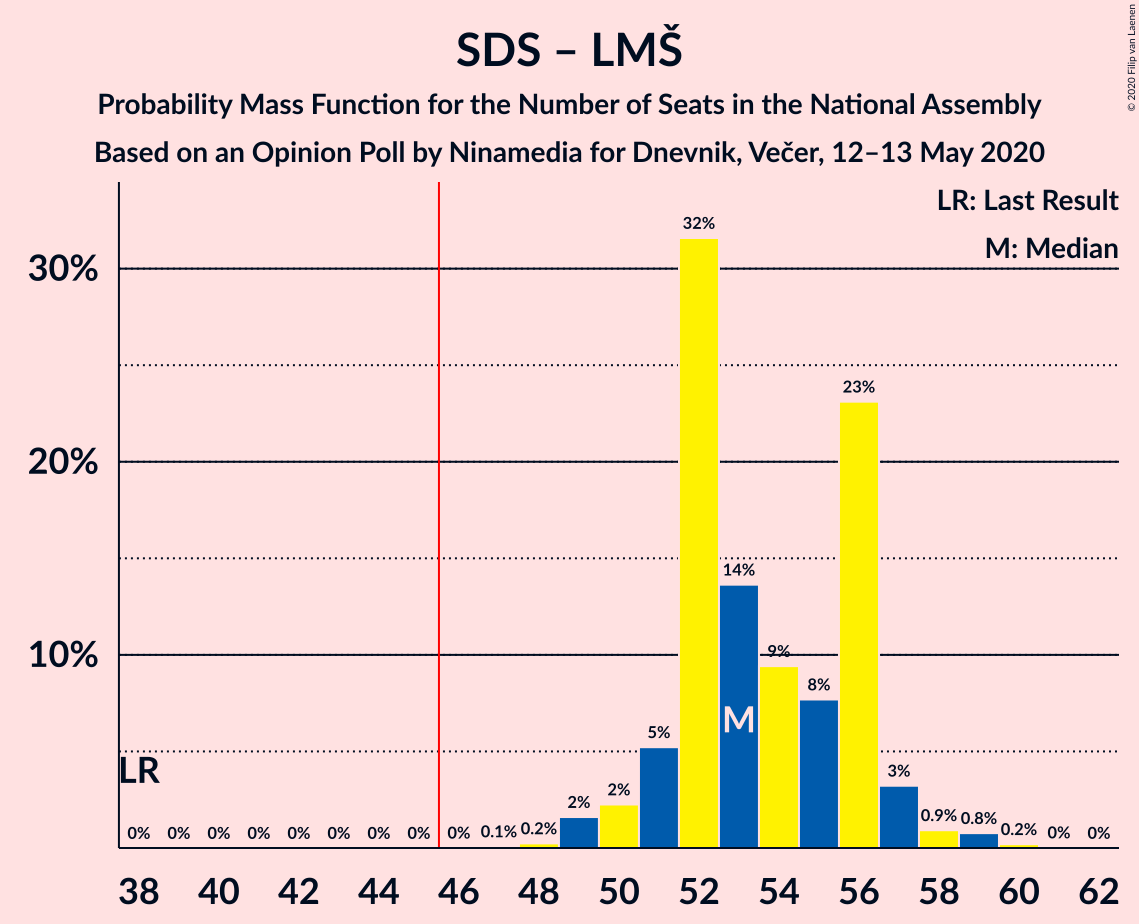 SDS – LMŠ
Probability Mass Function for the Number of Seats in the National Assembly
Based on an Opinion Poll by Ninamedia for Dnevnik, Večer, 12–13 May 2020
© 2020 Filip van Laenen
LR: Last Result
M: Median
30%
20%
10%
32%
23%
14%
9%
8%
5%
3%
2%
2%
0.9%
0.8%
0% 0% 0% 0% 0% 0% 0% 0% 0% 0.1% 0.2% 0.2% 0% 0%
M
LR
38 40 42 44 46 48 50 52 54 56 58 60 62